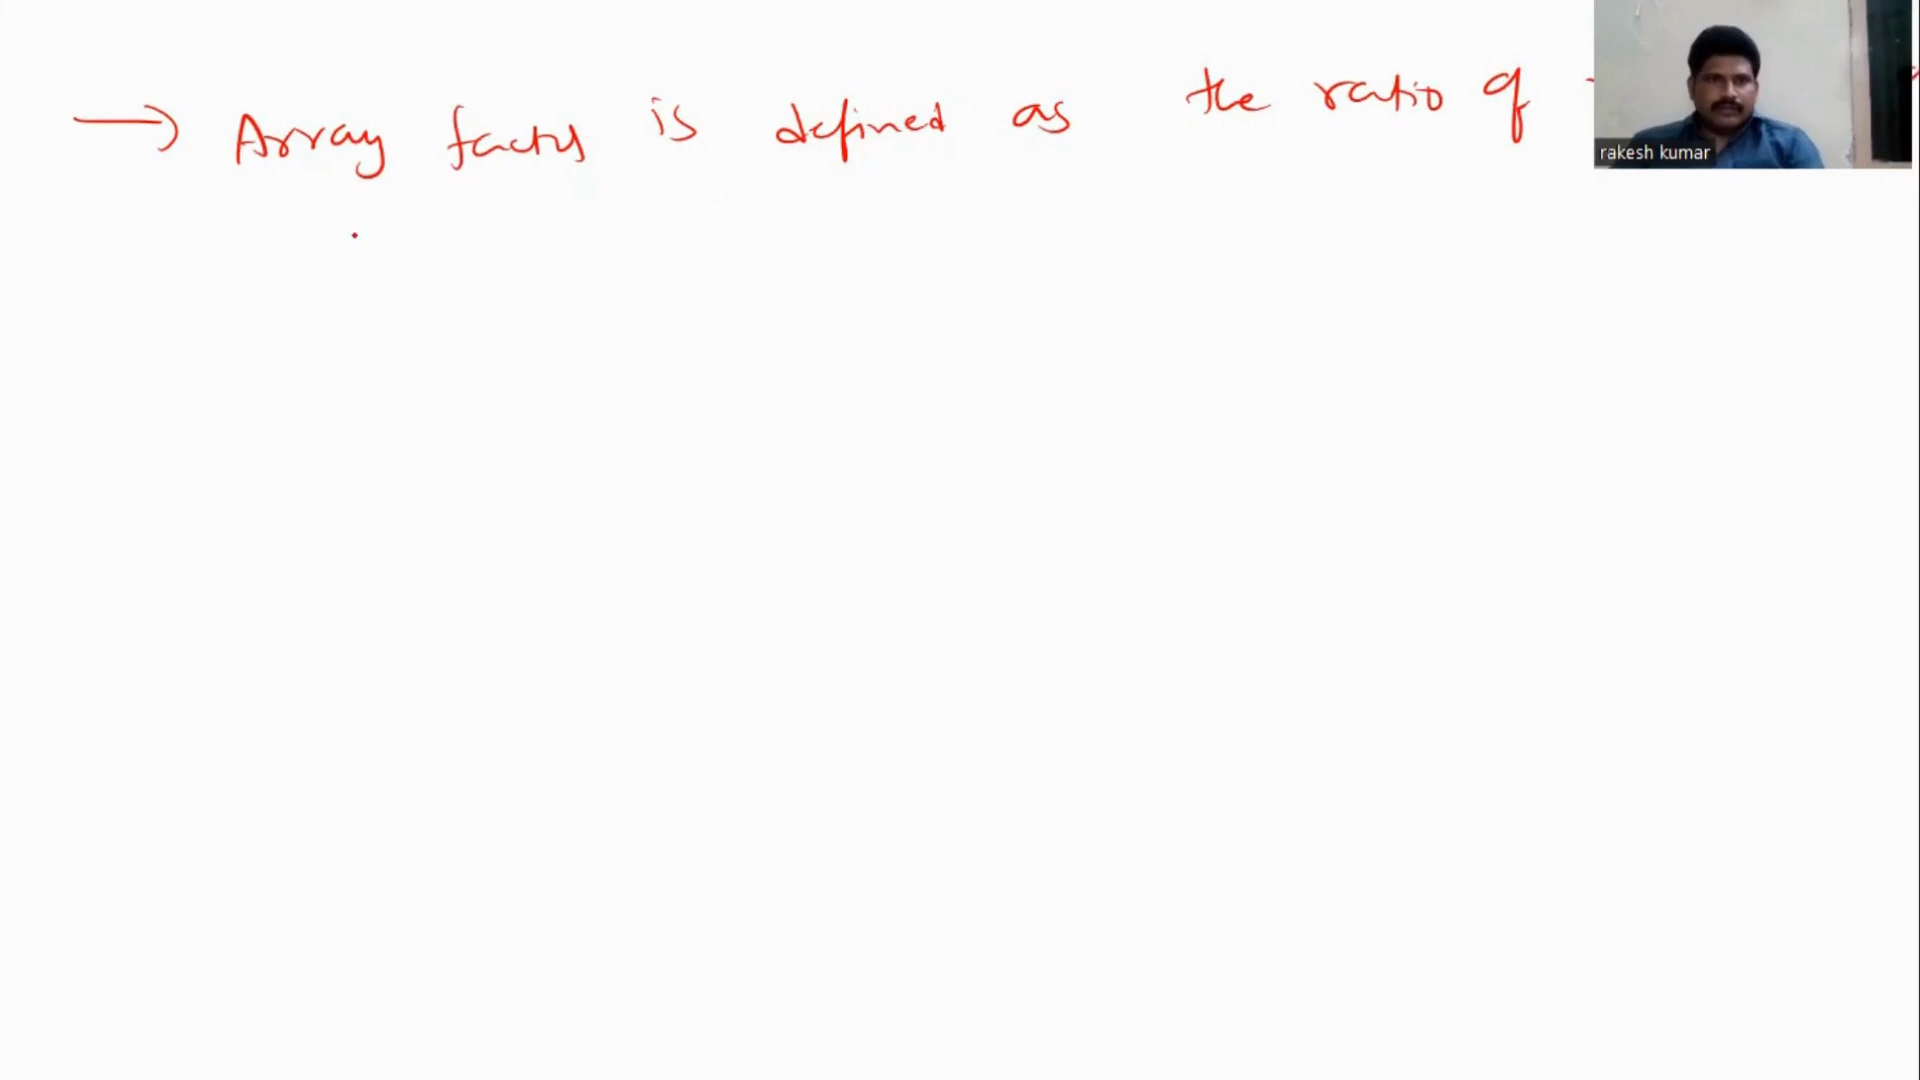 → Array factor is defined as the ratio of
rakesh kumar